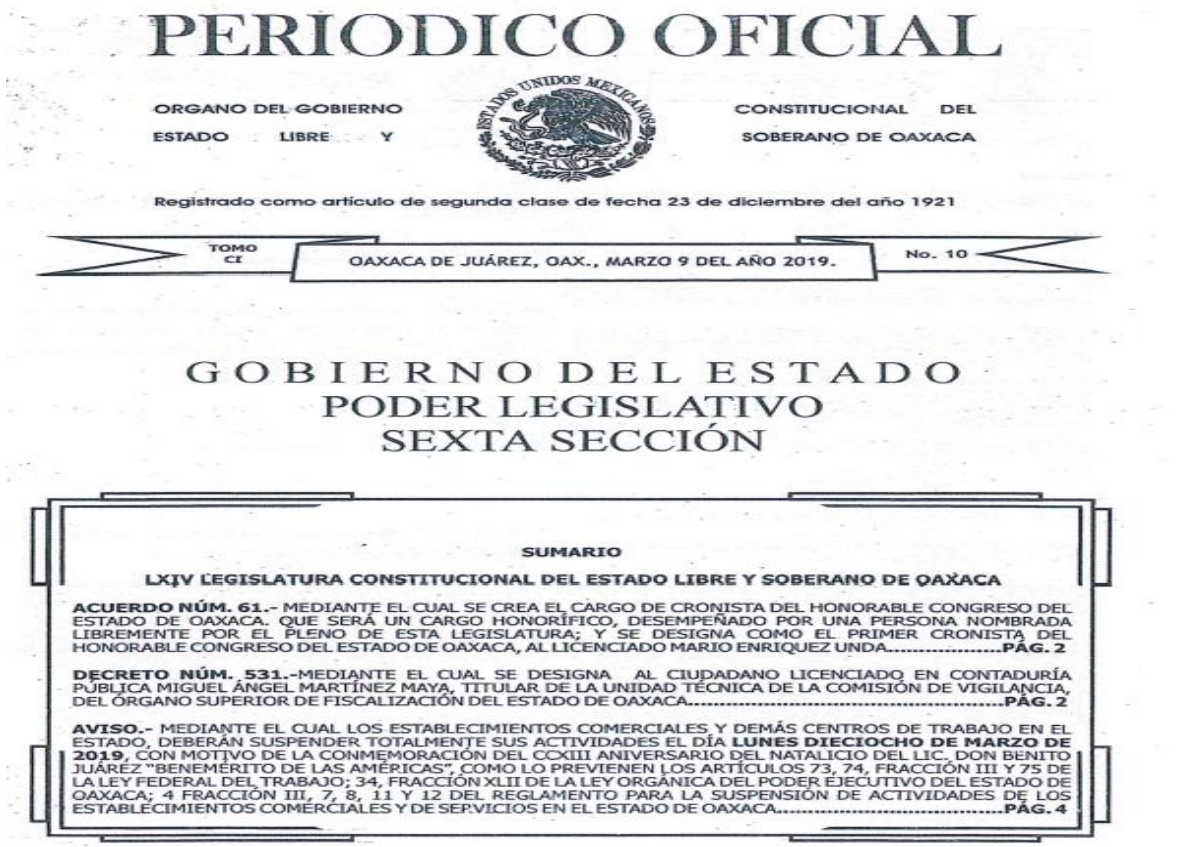 PERIODICO OFICIAL
ORGANO DEL GOBIERNO
ESTADO LIBRE Y
ESTADOS UNIDOS MEXICANOS
CONSTITUCIONAL DEL
SOBERANO DE OAXACA
Registrado como artículo de segunda clase de fecha 23 de diciembre del año 1921
TOMO
CI
OAXACA DE JUÁREZ, OAX., MARZO 9 DEL AÑO 2019.
No. 10
GOBIERNO DEL ESTADO
PODER LEGISLATIVO
SEXTA SECCIÓN
SUMARIO
LXIV LEGISLATURA CONSTITUCIONAL DEL ESTADO LIBRE Y SOBERANO DE OAXACA
ACUERDO NÚM. 61.- MEDIANTE EL CUAL SE CREA EL CARGO DE CRONISTA DEL HONORABLE CONGRESO DEL
ESTADO DE OAXACA. QUE SERÁ UN CARGO HONORÍFICO, DESEMPEÑADO POR UNA PERSONA NOMBRADA
LIBREMENTE POR EL PLENO DE ESTA LEGISLATURA; Y SE DESIGNA COMO EL PRIMER CRONISTA DEL
HONORABLE CONGRESO DEL ESTADO DE OAXACA, AL LICENCIADO MARIO ENRIQUEZ UNDA.................PÁG. 2
DECRETO NÚM. 531.-MEDIANTE EL CUAL SE DESIGNA AL CIUDADANO LICENCIADO EN CONTADURÍA
PÚBLICA MIGUEL ÁNGEL MARTÍNEZ MAYA, TITULAR DE LA UNIDAD TÉCNICA DE LA COMISIÓN DE VIGILANCIA,
DEL ÓRGANO SUPERIOR DE FISCALIZACIÓN DEL ESTADO DE OAXACA..............................................PÁG. 2
AVISO.- MEDIANTE EL CUAL LOS ESTABLECIMIENTOS COMERCIALES Y DEMÁS CENTROS DE TRABAJO EN EL
ESTADO, DEBERÁN SUSPENDER TOTALMENTE SUS ACTIVIDADES EL DÍA LUNES DIECIOCHO DE MARZO DE
2019, CON MOTIVO DE LA CONMEMORACIÓN DEL CCXIII ANIVERSARIO DEL NATALICIO DEL LIC. DON BENITO
JUÁREZ "BENEMÉRITO DE LAS AMÉRICAS", COMO LO PREVIENEN LOS ARTÍCULOS 73, 74, FRACCIÓN III Y 75 DE
LA LEY FEDERAL DEL TRABAJO; 34, FRACCIÓN XLII DE LA LEY ORGÁNICA DEL PODER EJECUTIVO DEL ESTADO DE
OAXACA; 4 FRACCIÓN III, 7, 8, 11 Y 12 DEL REGLAMENTO PARA LA SUSPENSIÓN DE ACTIVIDADES DE LOS
ESTABLECIMIENTOS COMERCIALES Y DE SERVICIOS EN EL ESTADO DE OAXACA.................................PÁG. 4